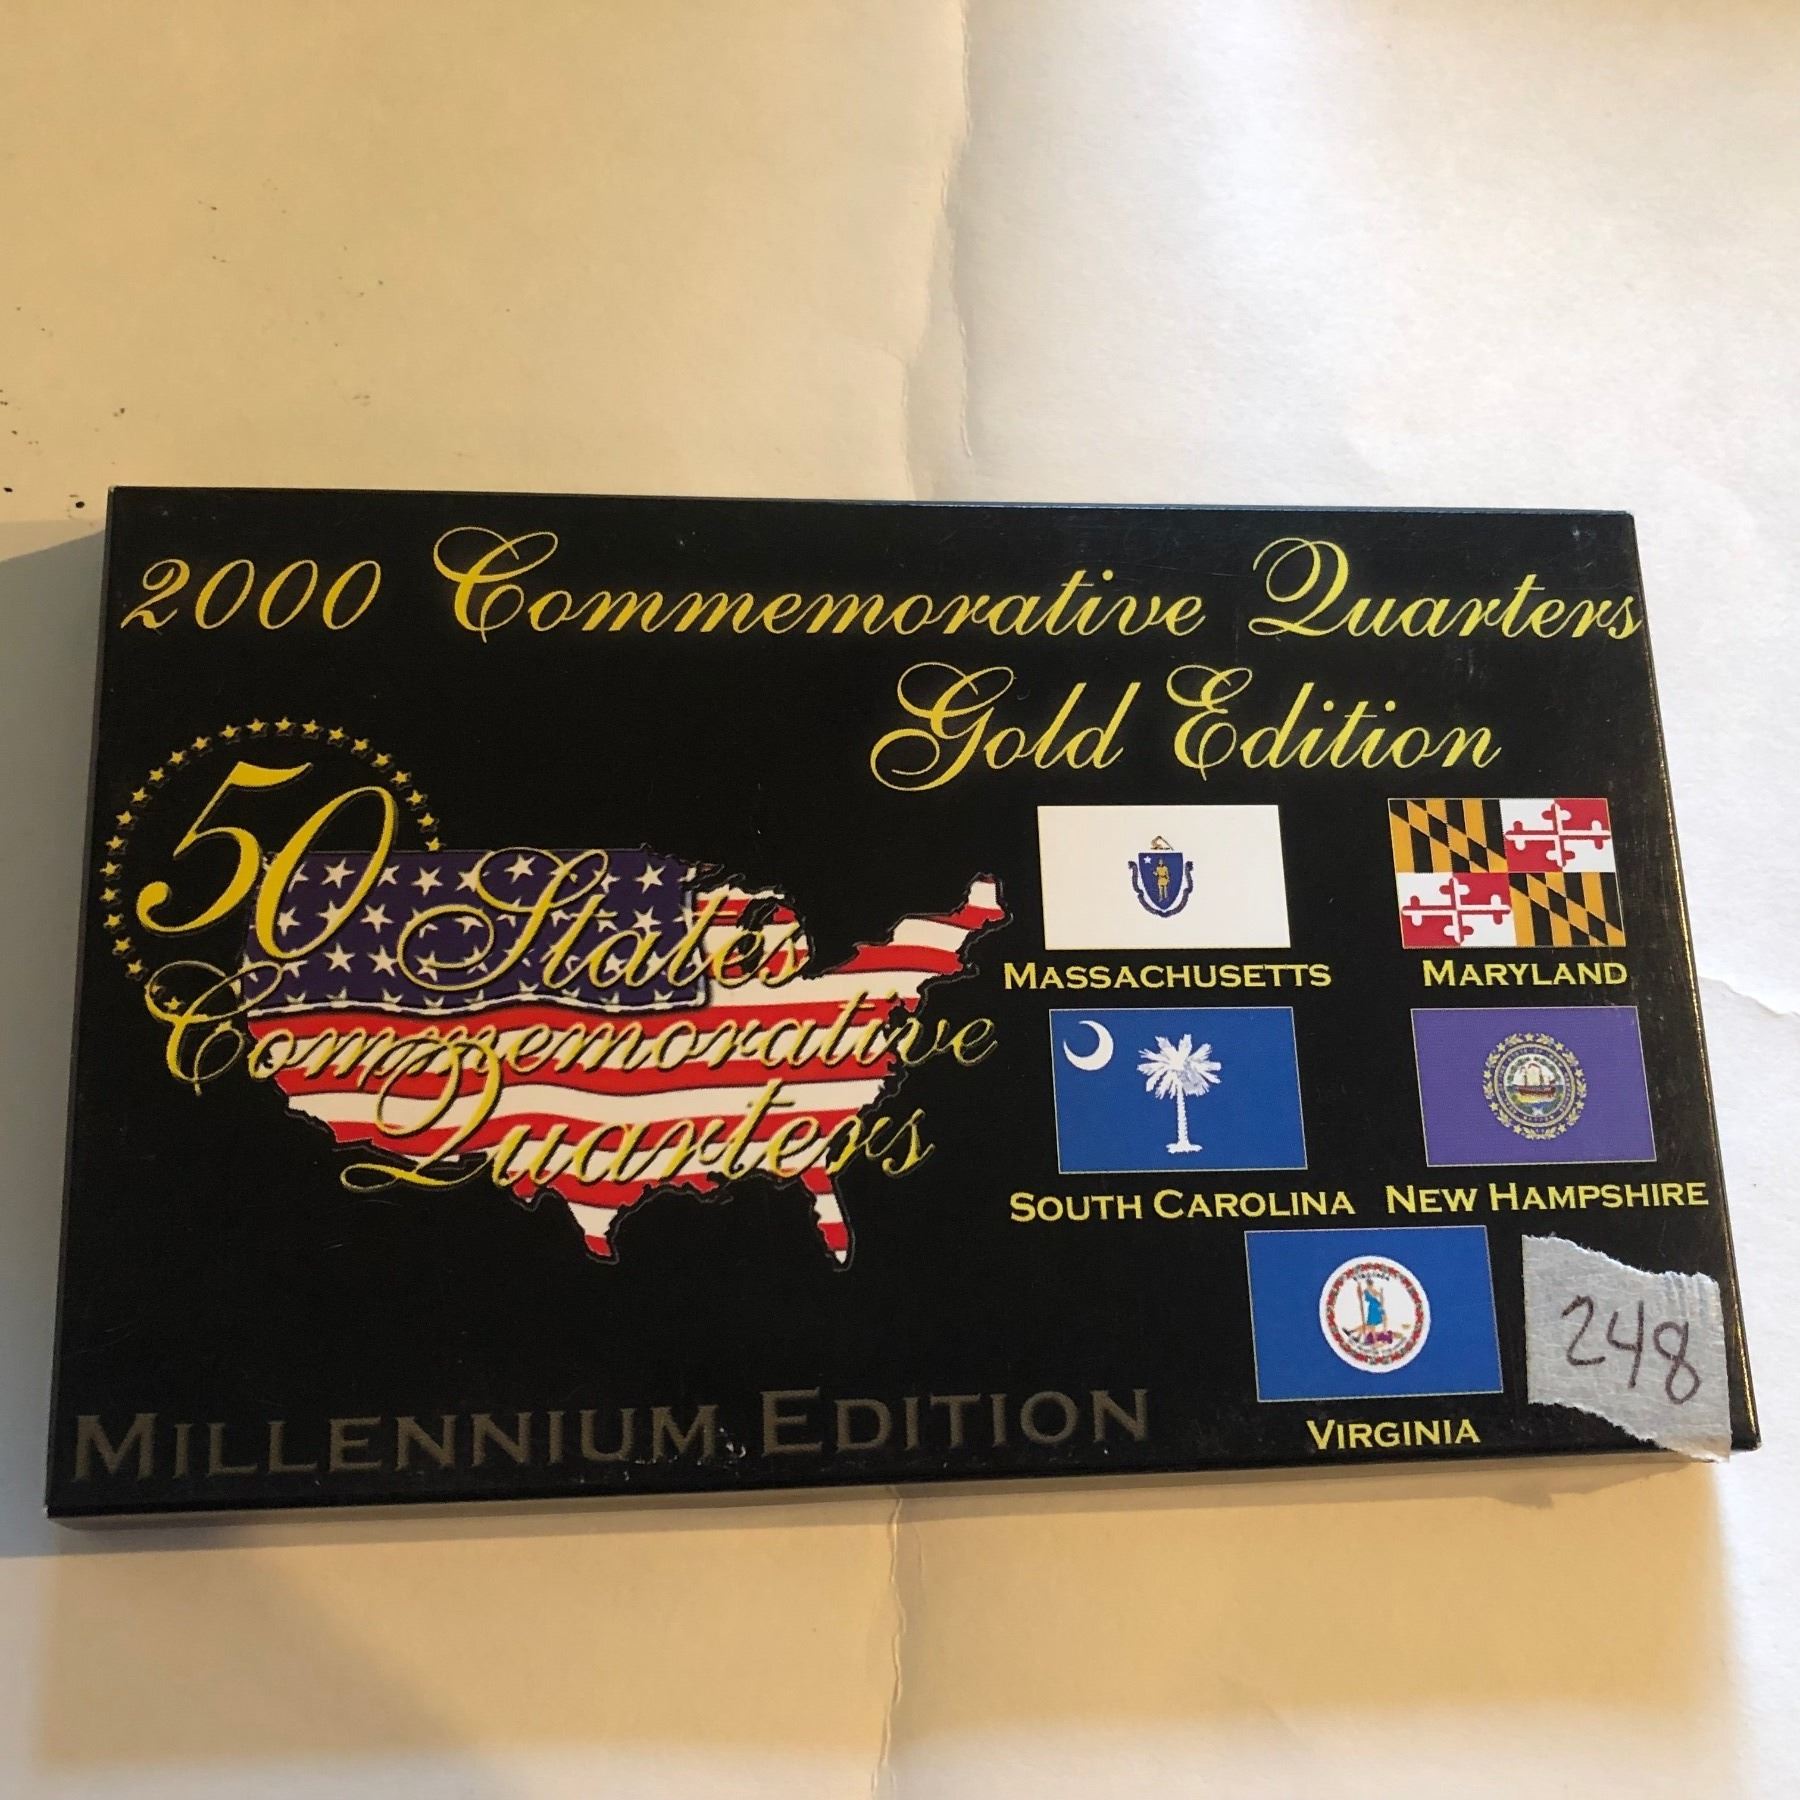 2000 Commemorative Quarters
Gold Edition
50 States
Commemorative
Quarters
MASSACHUSETTS
MARYLAND
SOUTH CAROLINA
NEW HAMPSHIRE
VIRGINIA
248
MILLENNIUM EDITION